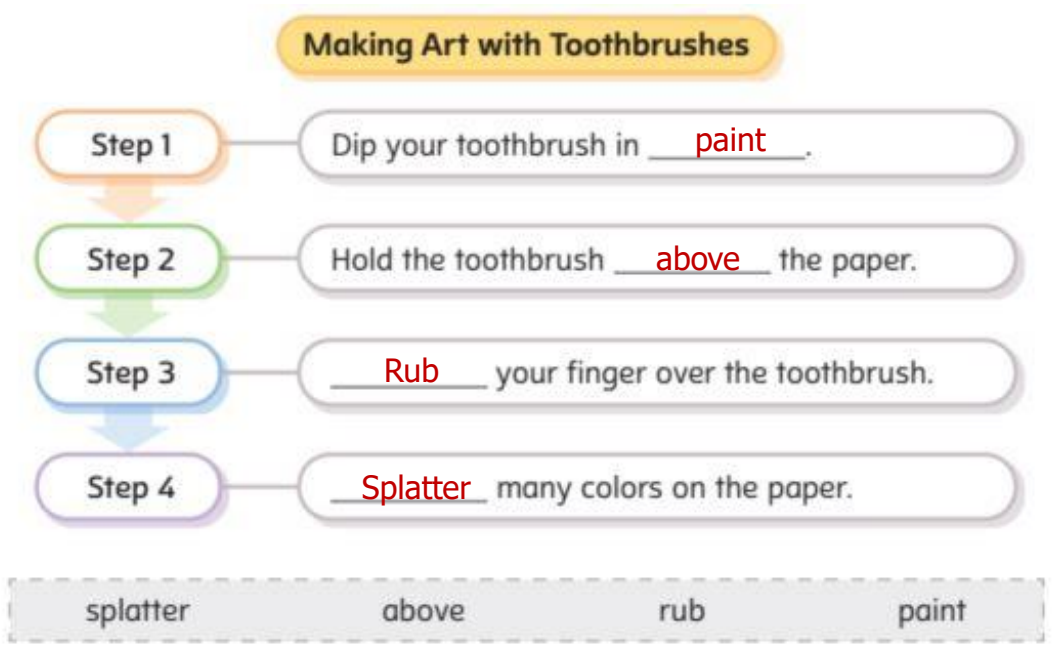 Making Art with Toothbrushes
Step 1 Dip your toothbrush in paint.
Step 2 Hold the toothbrush above the paper.
Step 3 Rub your finger over the toothbrush.
Step 4 Splatter many colors on the paper.
splatter above rub paint